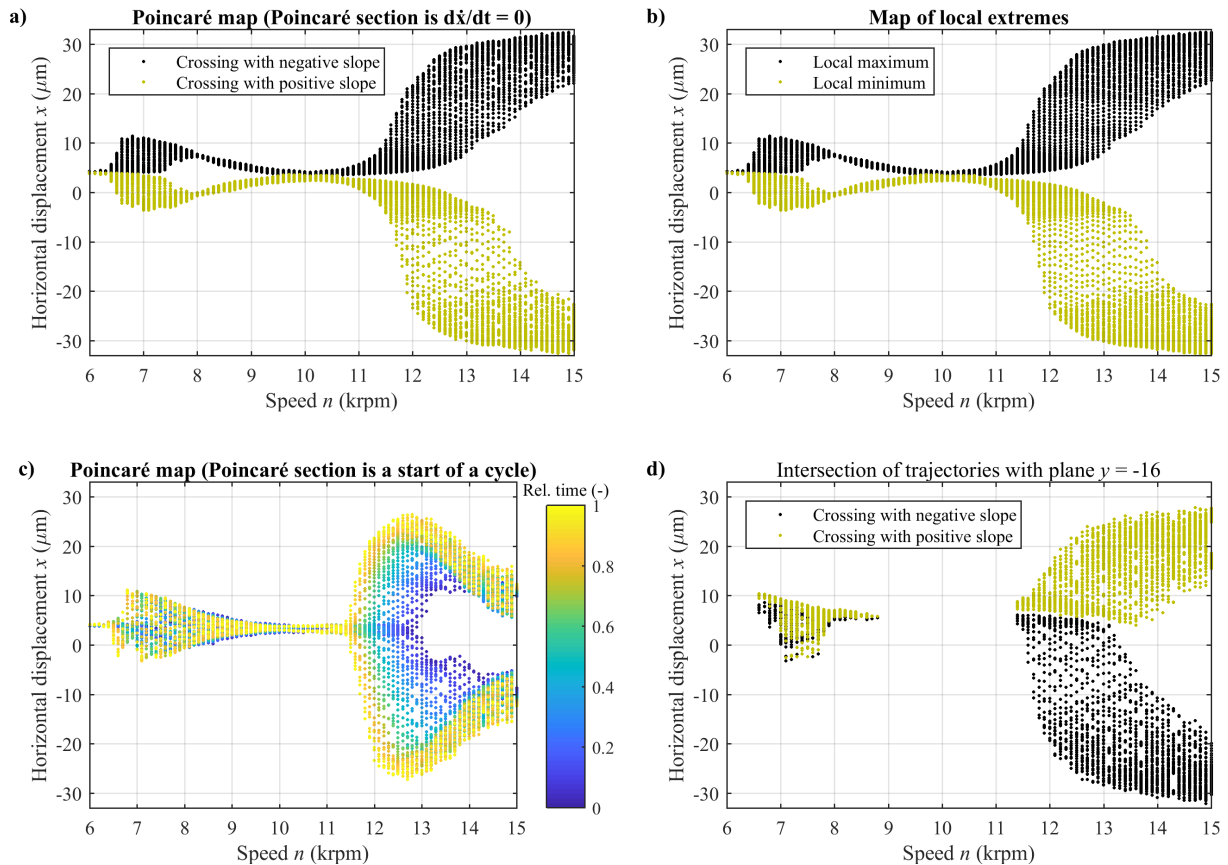 a)
Poincaré map (Poincaré section is dẋ/dt = 0)
Crossing with negative slope
Crossing with positive slope
Horizontal displacement x (μm)
30
20
10
0
-10
-20
-30
6 7 8 9 10 11 12 13 14 15
Speed n (krpm)
b)
Map of local extremes
Local maximum
Local minimum
Horizontal displacement x (μm)
30
20
10
0
-10
-20
-30
6 7 8 9 10 11 12 13 14 15
Speed n (krpm)
c)
Poincaré map (Poincaré section is a start of a cycle)
Rel. time (-)
1
0.8
0.6
0.4
0.2
0
Horizontal displacement x (μm)
30
20
10
0
-10
-20
-30
6 7 8 9 10 11 12 13 14 15
Speed n (krpm)
d)
Intersection of trajectories with plane y = -16
Crossing with negative slope
Crossing with positive slope
Horizontal displacement x (μm)
30
20
10
0
-10
-20
-30
6 7 8 9 10 11 12 13 14 15
Speed n (krpm)